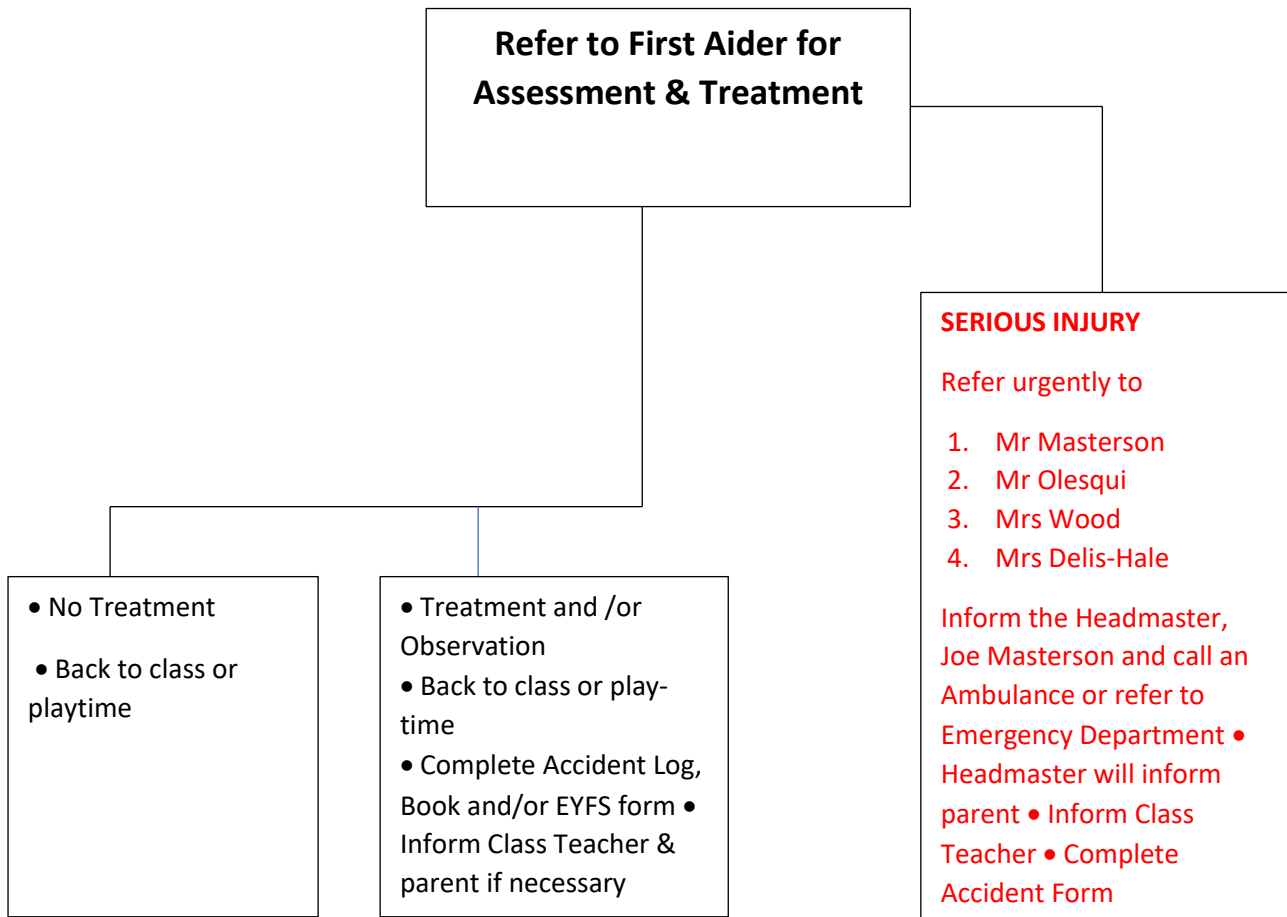 Refer to First Aider for
Assessment & Treatment
• No Treatment
• Back to class or
playtime
• Treatment and /or
Observation
• Back to class or play-
time
• Complete Accident Log,
Book and/or EYFS form •
Inform Class Teacher &
parent if necessary
SERIOUS INJURY
Refer urgently to
1. Mr Masterson
2. Mr Olesqui
3. Mrs Wood
4. Mrs Delis-Hale
Inform the Headmaster,
Joe Masterson and call an
Ambulance or refer to
Emergency Department •
Headmaster will inform
parent • Inform Class
Teacher • Complete
Accident Form